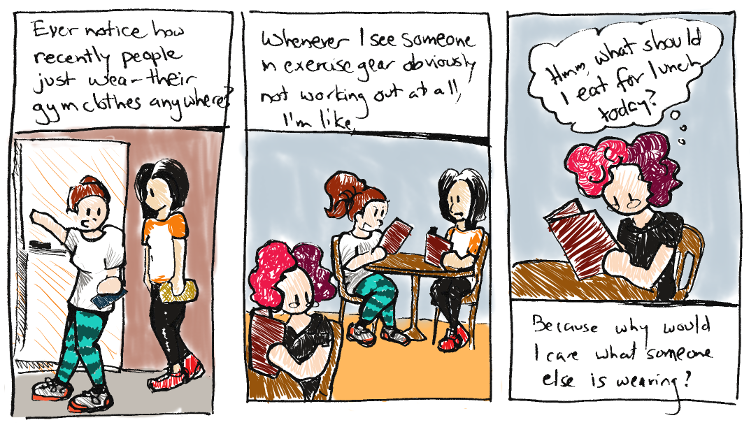 Ever notice how
recently people
just wear their
gym clothes anywhere?
Whenever I see someone
in exercise gear obviously
not working out at all,
I'm like,
Hmm, what should
I eat for lunch
today?
Because why would
I care what someone
else is wearing?